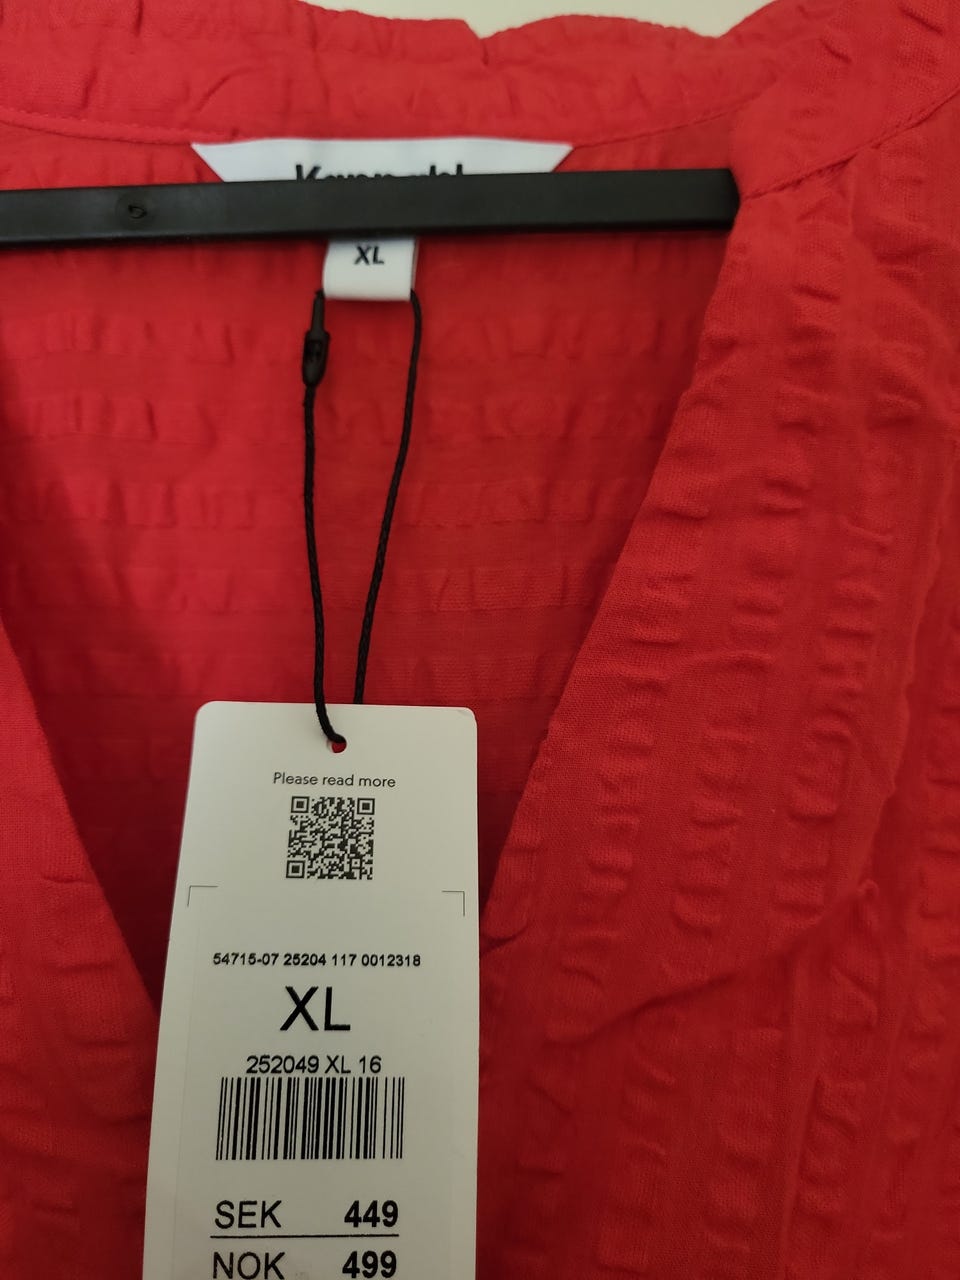 XL
Please read more
54715-07 25204 117 0012318
XL
252049 XL 16
SEK 449
NOK 499